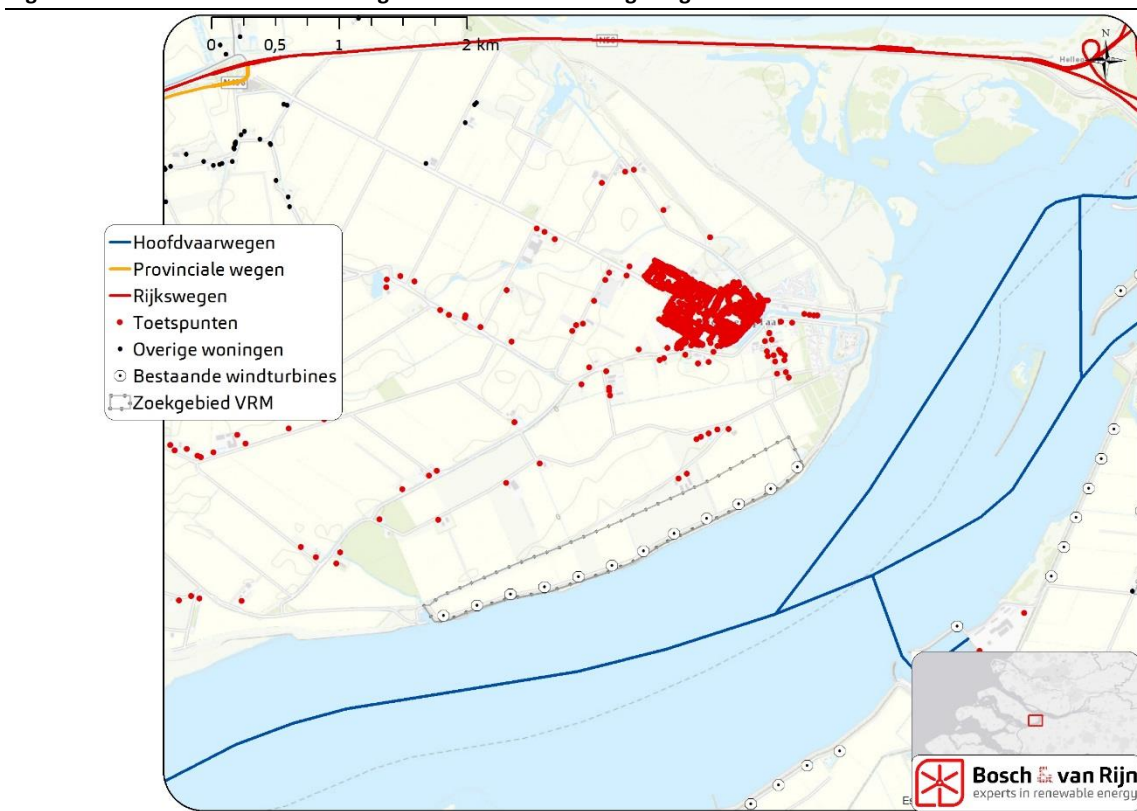 0 0,5 1 2 km
N59
N
Hoofdvaarwegen
Provinciale wegen
Rijkswegen
Toetspunten
Overige woningen
Bestaande windturbines
Zoekgebied VRM
Bosch & van Rijn
experts in renewable energy